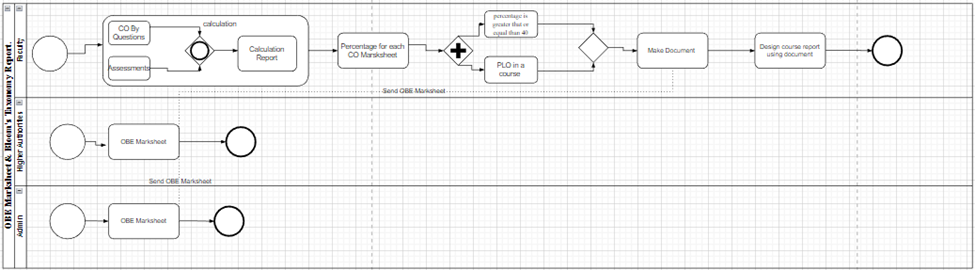 OBE Marksheet & Bloom's Taxonomy Report.
Faculty
calculation
CO By
Questions
Assessments
Calculation
Report
Percentage for each
CO Marsksheet
percentage is
greater that or
equal than 40
PLO in a
course
Make Document
Design course report
using document
Send OBE Marksheet
Higher Authorities
OBE Marksheet
Send OBE Marksheet
Admin
OBE Marksheet